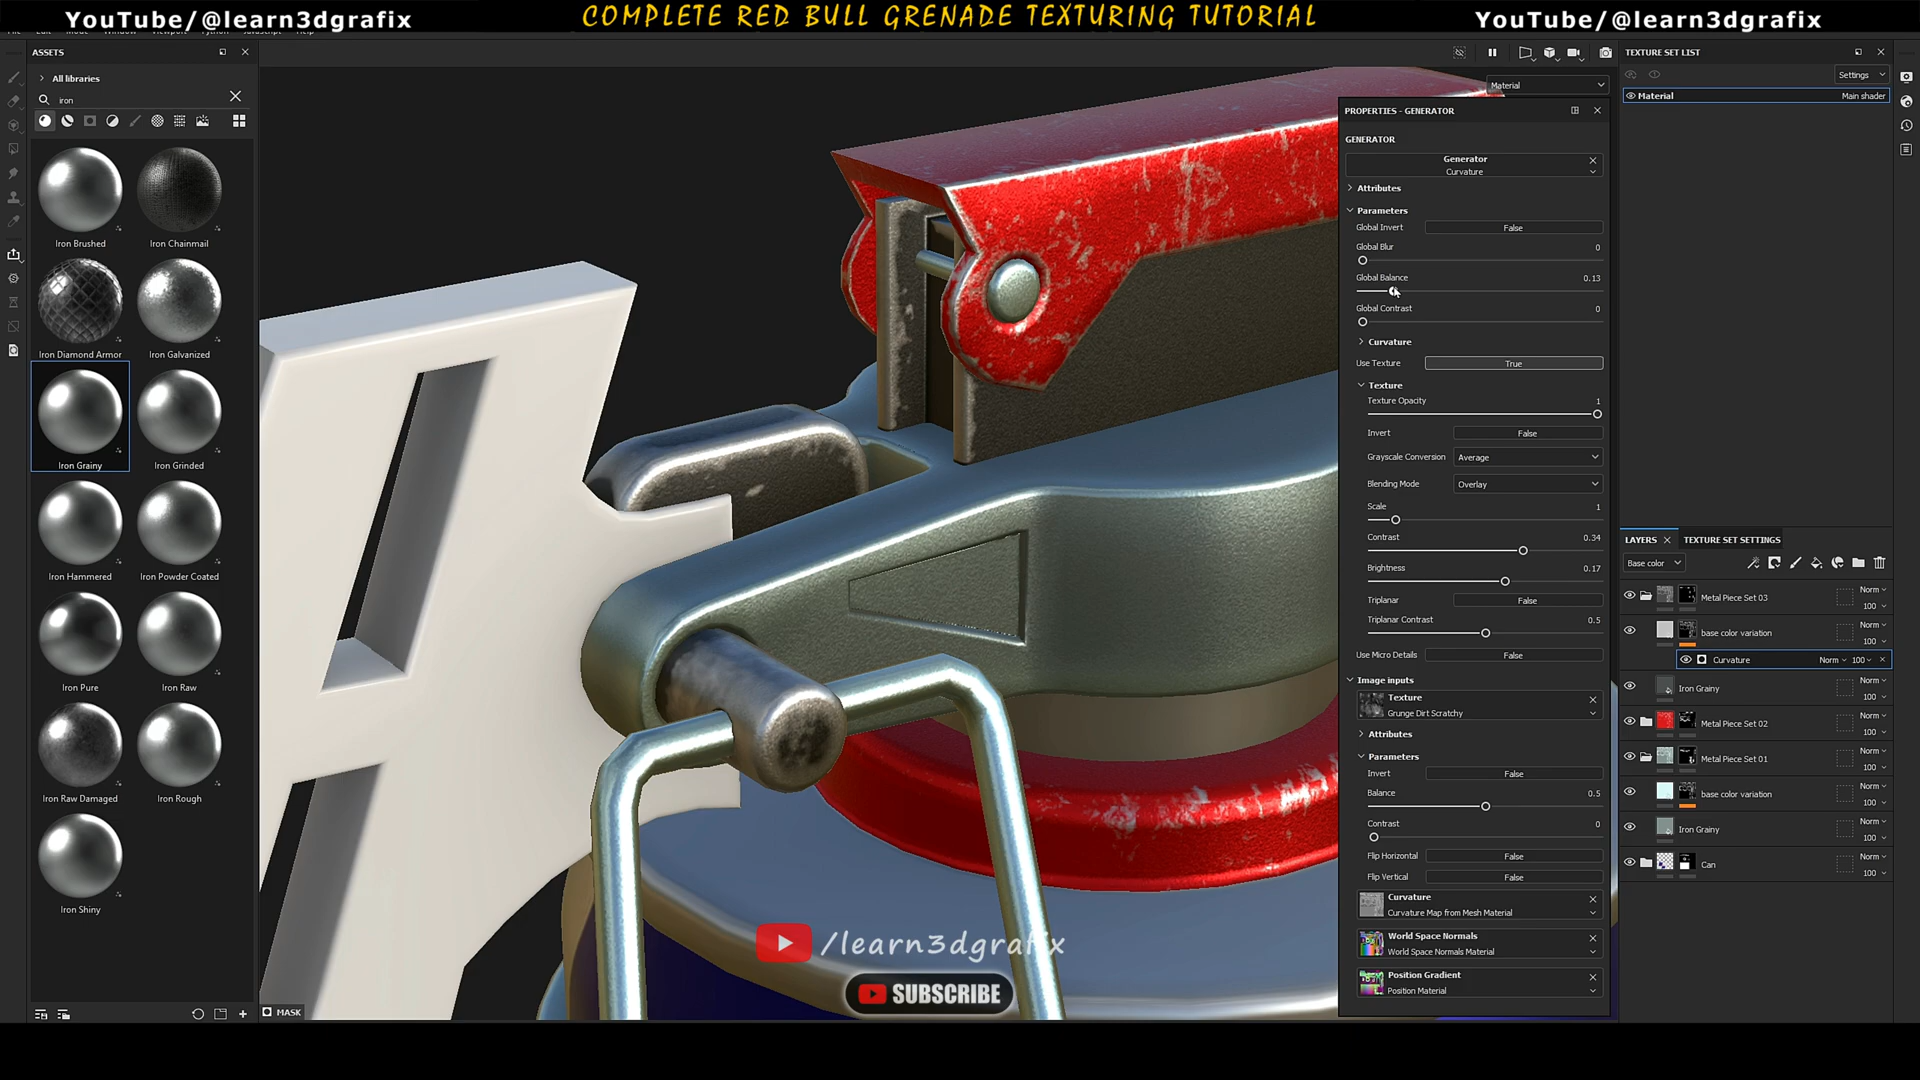 YouTube/@learn3dgrafix
COMPLETE RED BULL GRENADE TEXTURING TUTORIAL
YouTube/@learn3dgrafix
ASSETS
All libraries
iron
Iron Brushed
Iron Chainmail
Iron Diamond Armor
Iron Galvanized
Iron Grainy
Iron Grinded
Iron Hammered
Iron Powder Coated
Iron Pure
Iron Raw
Iron Raw Damaged
Iron Rough
Iron Shiny
MASK
Material
PROPERTIES - GENERATOR
GENERATOR
Generator
Curvature
Attributes
Parameters
Global Invert False
Global Blur 0
Global Balance 0.13
Global Contrast 0
Curvature
Use Texture True
Texture
Texture Opacity 1
Invert False
Grayscale Conversion Average
Blending Mode Overlay
Scale 1
Contrast 0.34
Brightness 0.17
Triplanar False
Triplanar Contrast 0.5
Use Micro Details False
Image inputs
Texture
Grunge Dirt Scratchy
Attributes
Parameters
Invert False
Balance 0.5
Contrast 0
Flip Horizontal False
Flip Vertical False
Curvature
Curvature Map from Mesh Material
World Space Normals
World Space Normals Material
Position Gradient
Position Material
/learn3dgrafix
SUBSCRIBE
TEXTURE SET LIST
Settings
Material Main shader
LAYERS TEXTURE SET SETTINGS
Base color
Metal Piece Set 03 Norm 100
base color variation Norm 100
Curvature Norm 100
Iron Grainy Norm 100
Metal Piece Set 02 Norm 100
Metal Piece Set 01 Norm 100
base color variation Norm 100
Iron Grainy Norm 100
Can Norm 100